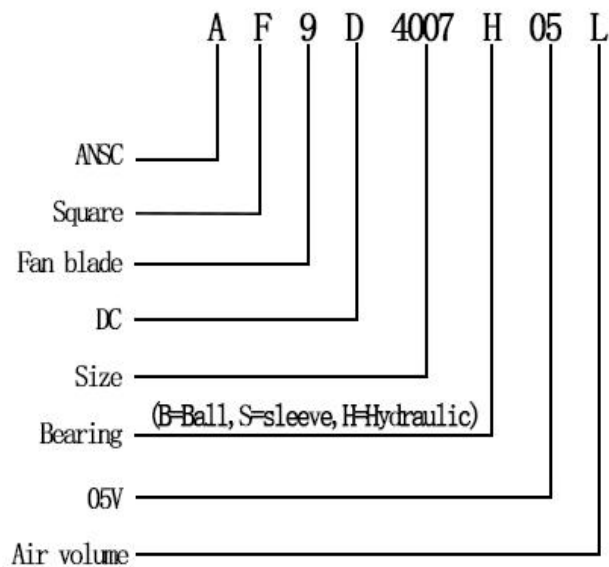 A F 9 D 4007 H 05 L
ANSC
Square
Fan blade
DC
Size
(B=Ball, S=sleeve, H=Hydraulic)
Bearing
05V
Air volume